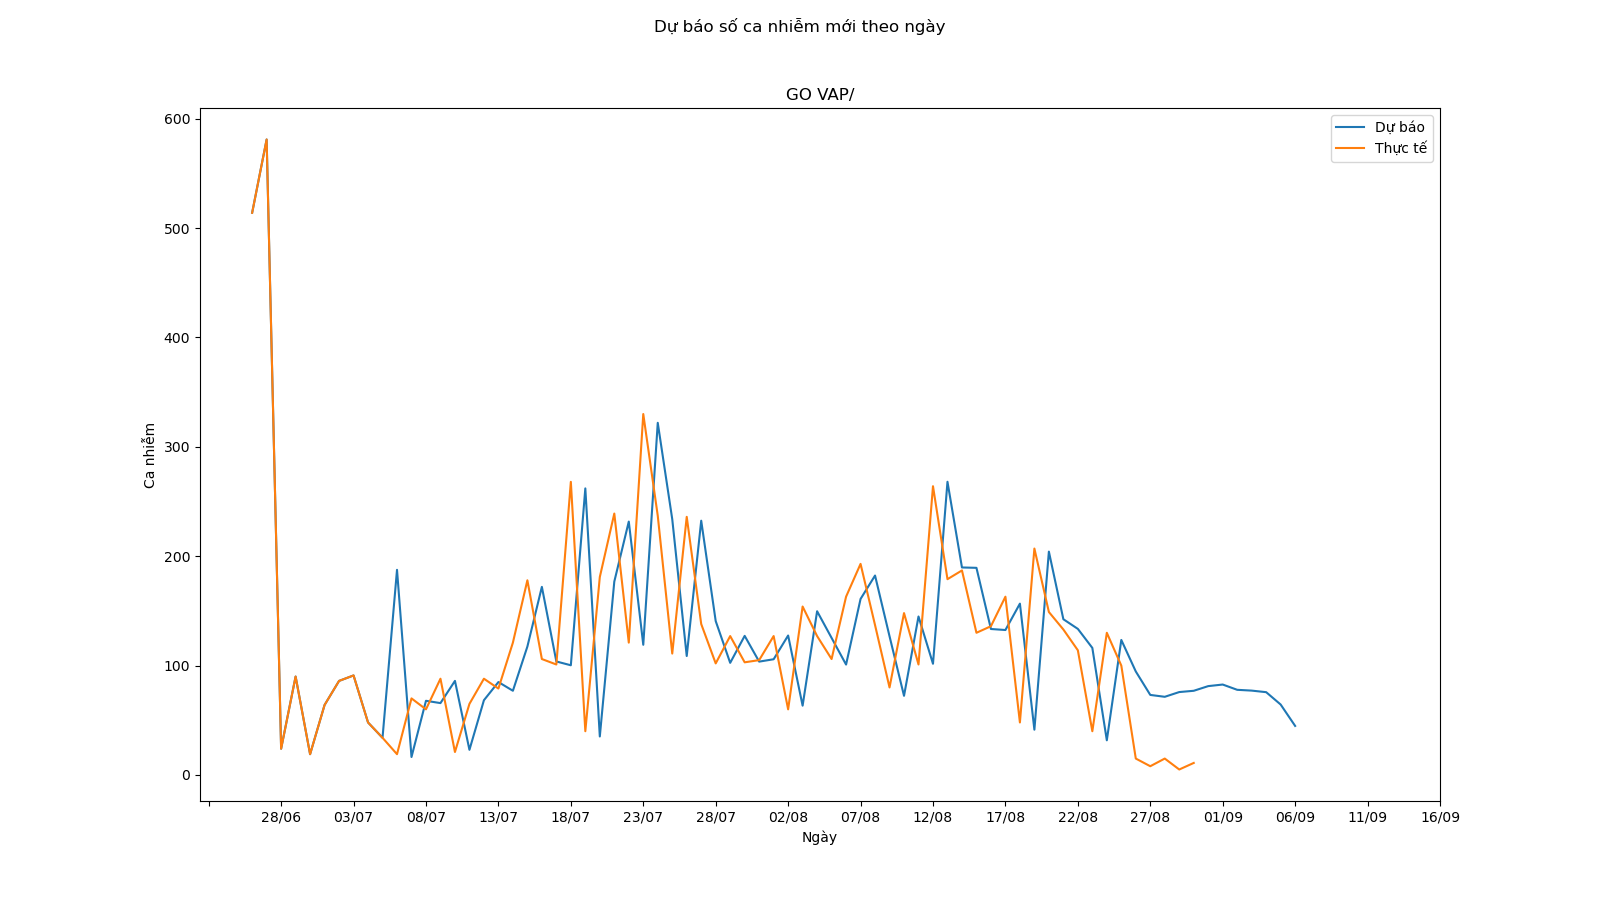 Dự báo số ca nhiễm mới theo ngày
GO VAP/
Dự báo
Thực tế
600
500
400
300
200
100
0
Ca nhiễm
28/06 03/07 08/07 13/07 18/07 23/07 28/07 02/08 07/08 12/08 17/08 22/08 27/08 01/09 06/09 11/09 16/09
Ngày